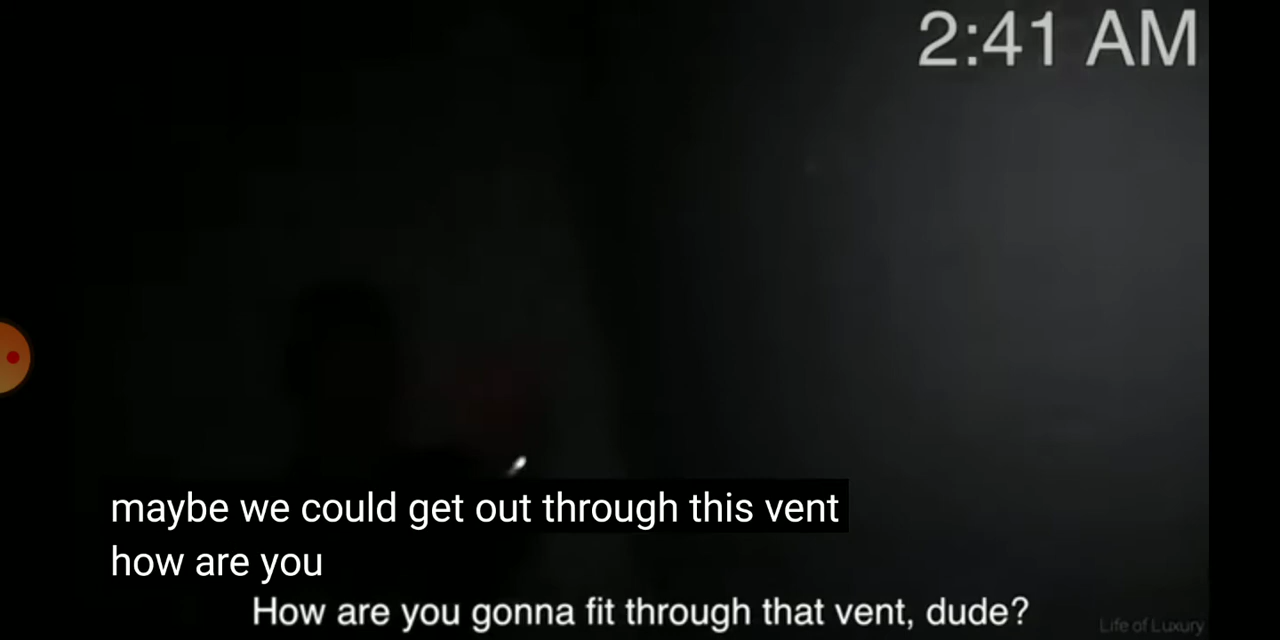 2:41 AM
maybe we could get out through this vent
how are you
How are you gonna fit through that vent, dude?
Life of Luxury